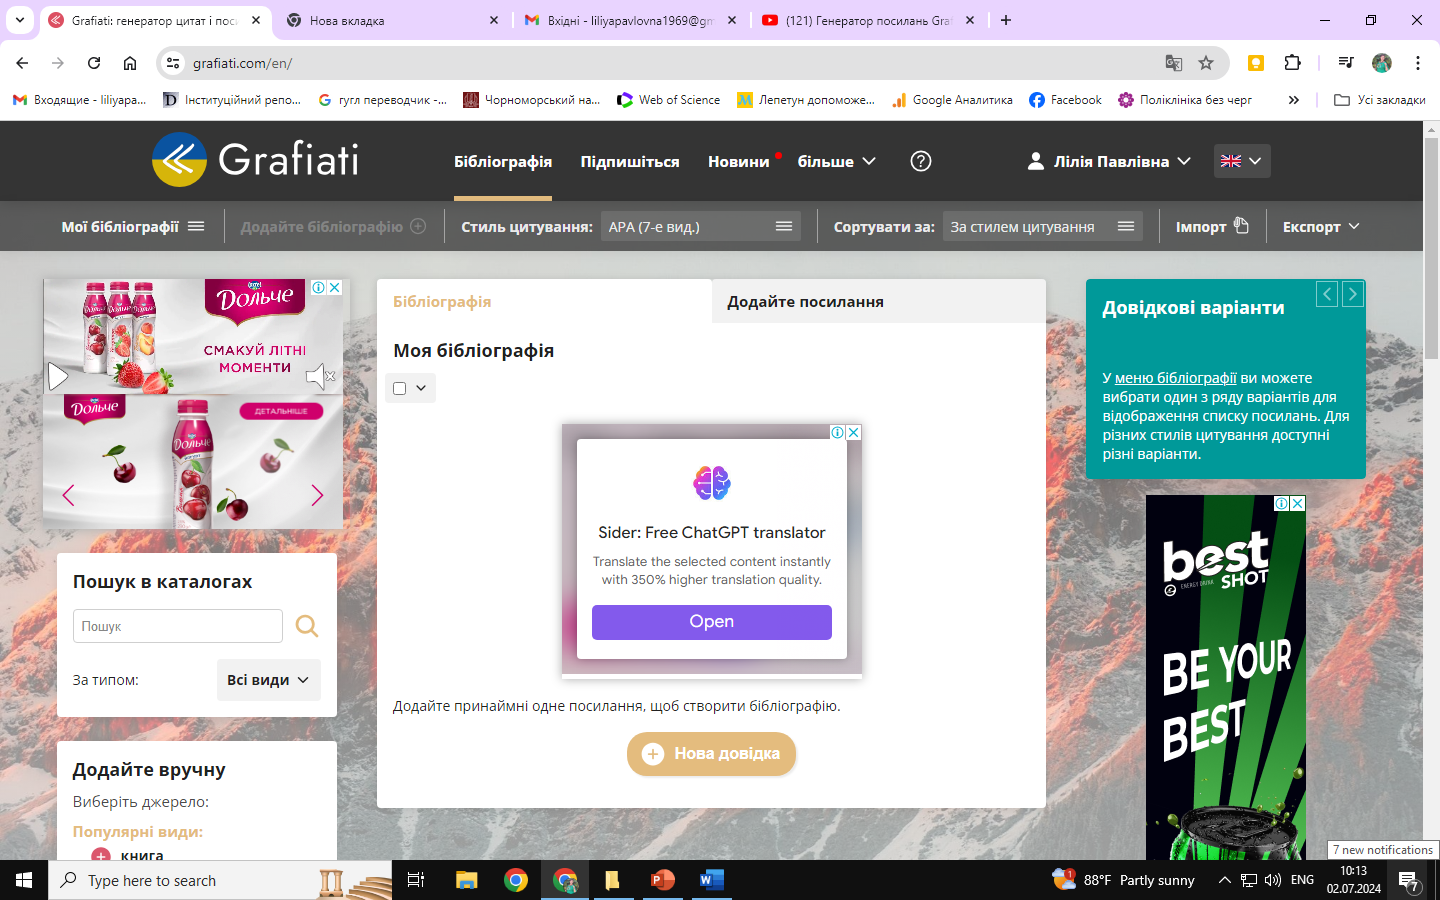 Grafiati: генератор цитат і пос
Нова вкладка
Вхідні - liliyapavlovna1969@gm
(121) Генератор посилань Graf
grafiati.com/en/
Входящие - liliyapa...
Інституційний репо...
гугл переводчик -...
Чорноморський на...
Web of Science
Лепетун допоможе...
Google Аналитика
Facebook
Поліклініка без черг
Усі закладки
Grafiati
Бібліографія
Підпишіться
Новини
більше
Лілія Павлівна
Мої бібліографії
Додайте бібліографію
Стиль цитування:
APA (7-е вид.)
Сортувати за:
За стилем цитування
Імпорт
Експорт
Дольче
СМАКУЙ ЛІТНІ
МОМЕНТИ
Дольче
ДЕТАЛЬНІШЕ
Дольче
Пошук в каталогах
Пошук
За типом:
Всі види
Додайте вручну
Виберіть джерело:
Популярні види:
книга
Бібліографія
Додайте посилання
Моя бібліографія
Sider: Free ChatGPT translator
Translate the selected content instantly
with 350% higher translation quality.
Open
Додайте принаймні одне посилання, щоб створити бібліографію.
Нова довідка
Довідкові варіанти
У меню бібліографії ви можете
вибрати один з ряду варіантів для
відображення списку посилань. Для
різних стилів цитування доступні
різні варіанти.
best
SHOT
ENERGY DRINK
BE YOUR
BEST
7 new notifications
Type here to search
1
88°F Partly sunny
ENG
10:13
02.07.2024
7